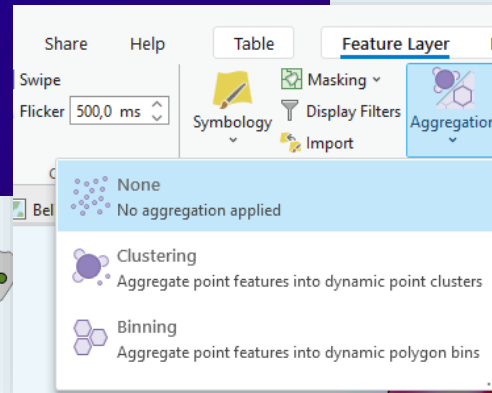 Share Help Table Feature Layer
Swipe
Masking
Flicker 500,0 ms
Display Filters
Symbology
Aggregation
Import
Bel
None
No aggregation applied
Clustering
Aggregate point features into dynamic point clusters
Binning
Aggregate point features into dynamic polygon bins